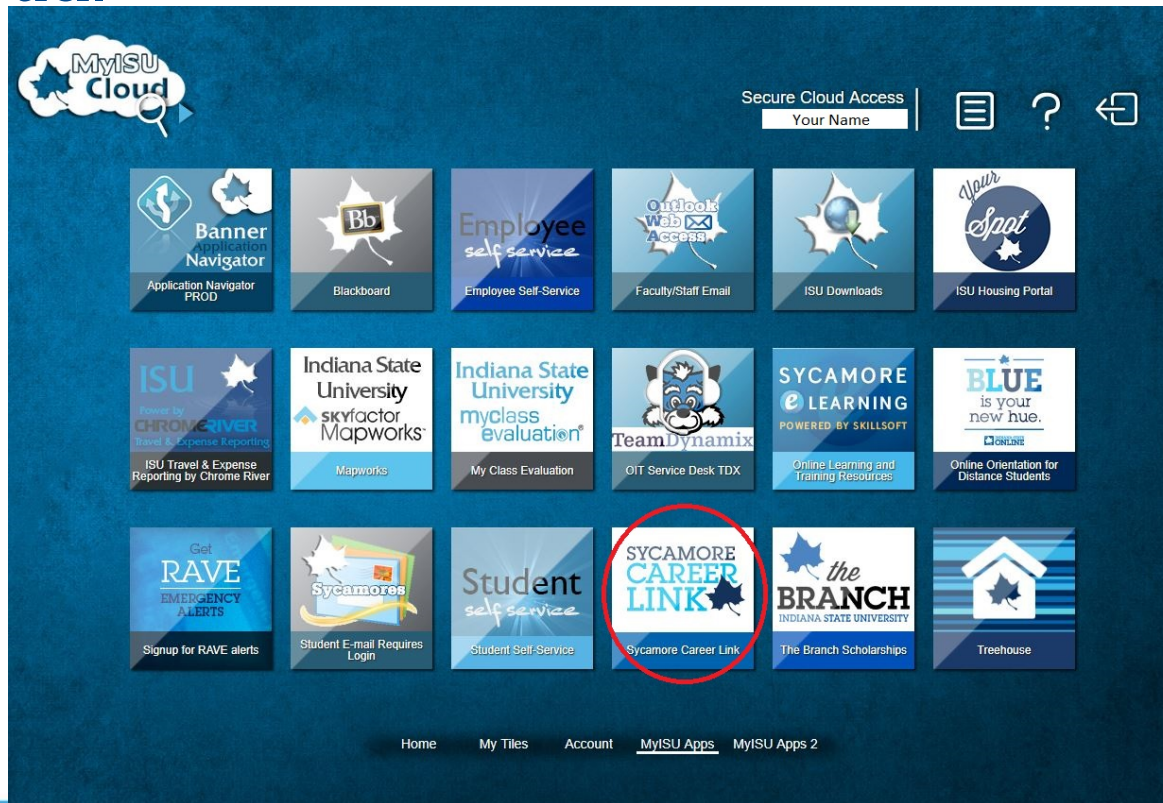 MyISU
Cloud
Secure Cloud Access
Your Name
?
Banner
Application
Navigator
Application Navigator
PROD
Bb
Blackboard
Employee
self service
Employee Self-Service
Outlook
Web
Access
Faculty/Staff Email
ISU Downloads
Your
Spot
ISU Housing Portal
ISU
Power by
CHROMERIVER
Travel & Expense Reporting
ISU Travel & Expense
Reporting by Chrome River
Indiana State
University
SKYfactor
Mapworks
Mapworks
Indiana State
University
myclass
evaluation®
My Class Evaluation
TeamDynamix
OIT Service Desk TDX
SYCAMORE
e LEARNING
POWERED BY SKILLSOFT
Online Learning and
Training Resources
BLUE
is your
new hue.
ONLINE
Online Orientation for
Distance Students
Get
RAVE
EMERGENCY
ALERTS
Signup for RAVE alerts
Sycamores
Student E-mail Requires
Login
Student
self service
Student Self-Service
SYCAMORE
CAREER
LINK
Sycamore Career Link
the
BRANCH
INDIANA STATE UNIVERSITY
The Branch Scholarships
Treehouse
Home My Tiles Account MyISU Apps MyISU Apps 2